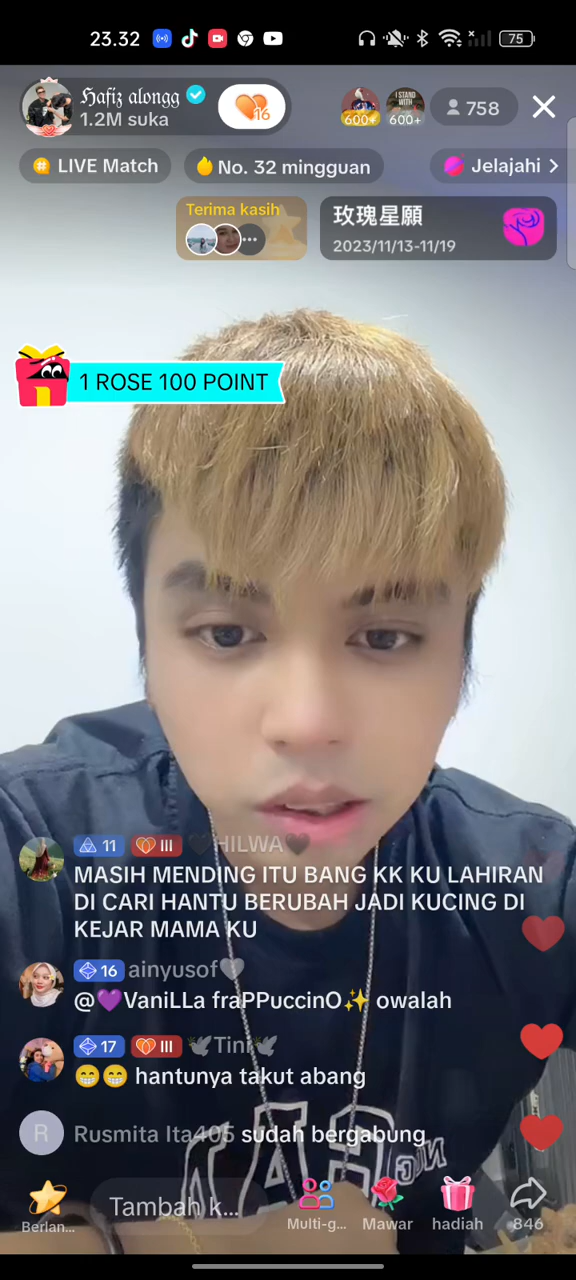 23.32
75
Hafiz alongg
1.2M suka
16
600+
I STAND
WITH
600+
758
LIVE Match
No. 32 mingguan
Jelajahi
Terima kasih
玫瑰星願
2023/11/13-11/19
1 ROSE 100 POINT
11 III 🖤HILWA🖤
MASIH MENDING ITU BANG KK KU LAHIRAN
DI CARI HANTU BERUBAH JADI KUCING DI
KEJAR MAMA KU
16 ainyusof🤍
@💜VaniLLa fraPPuccinO✨ owalah
17 III 🕊Tini🕊
😁😁 hantunya takut abang
R Rusmita Ita405 sudah bergabung
Tambah k...
Berlan...
Multi-g...
Mawar
hadiah
846